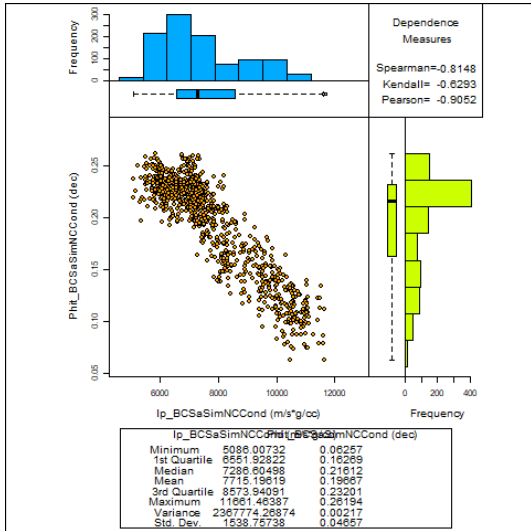 Frequency
0 100 200 300
Dependence
Measures
Spearman=-0.8148
Kendall= -0.6293
Pearson= -0.9052
Phit_BCSaSimNCCond (dec)
0.05 0.10 0.15 0.20 0.25
6000 8000 10000 12000
Ip_BCSaSimNCCond (m/s*g/cc)
0 200 400
Frequency
Ip_BCSaSimNCCond (m/s*g/cc) Phit_BCSaSimNCCond (dec)
Minimum 5086.00732 0.06257
1st Quartile 6551.92822 0.16269
Median 7286.60498 0.21612
Mean 7715.19619 0.19667
3rd Quartile 8573.94091 0.23201
Maximum 11661.46387 0.26194
Variance 2367774.26874 0.00217
Std. Dev. 1538.75738 0.04657